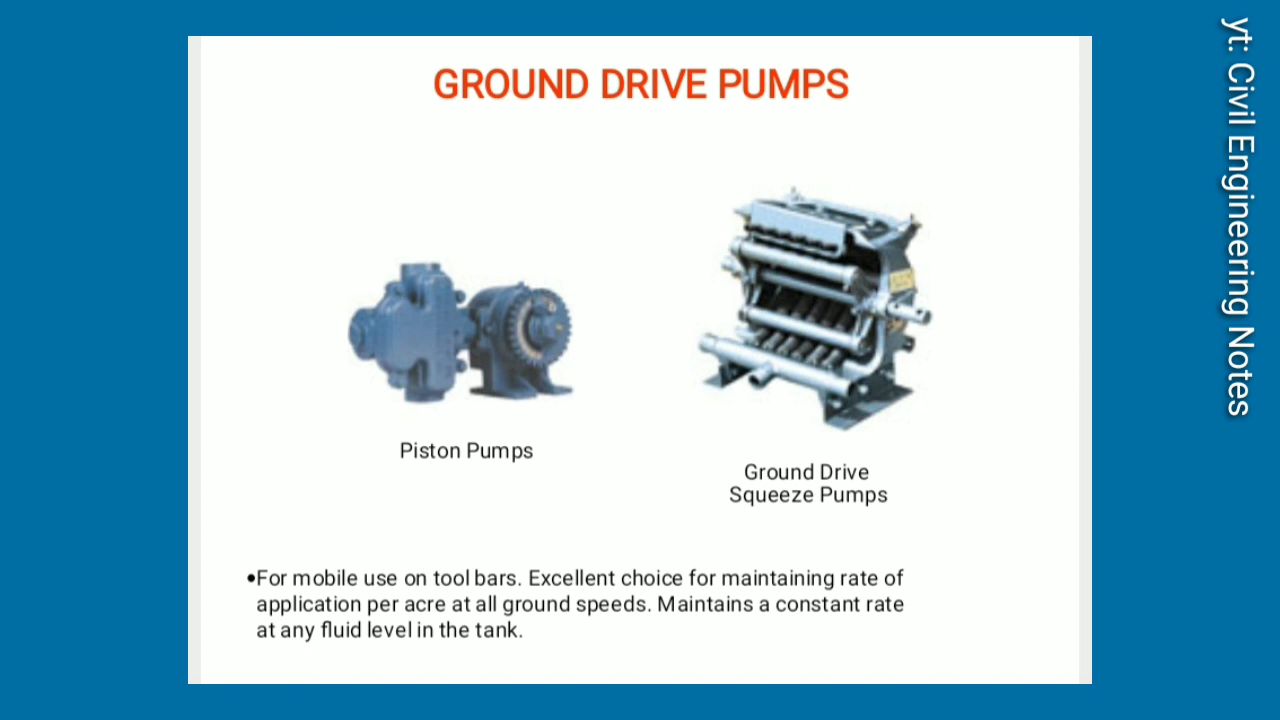 GROUND DRIVE PUMPS
Piston Pumps
Ground Drive
Squeeze Pumps
•For mobile use on tool bars. Excellent choice for maintaining rate of
application per acre at all ground speeds. Maintains a constant rate
at any fluid level in the tank.
yt: Civil Engineering Notes